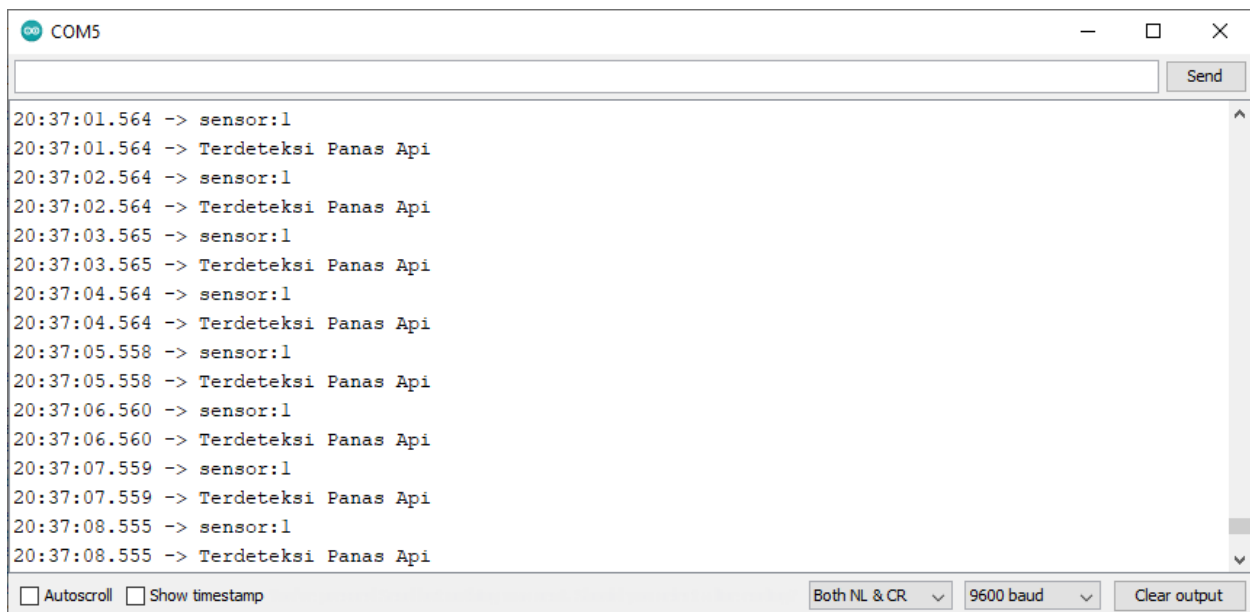 COM5
Send
20:37:01.564 -> sensor:1
20:37:01.564 -> Terdeteksi Panas Api
20:37:02.564 -> sensor:1
20:37:02.564 -> Terdeteksi Panas Api
20:37:03.565 -> sensor:1
20:37:03.565 -> Terdeteksi Panas Api
20:37:04.564 -> sensor:1
20:37:04.564 -> Terdeteksi Panas Api
20:37:05.558 -> sensor:1
20:37:05.558 -> Terdeteksi Panas Api
20:37:06.560 -> sensor:1
20:37:06.560 -> Terdeteksi Panas Api
20:37:07.559 -> sensor:1
20:37:07.559 -> Terdeteksi Panas Api
20:37:08.555 -> sensor:1
20:37:08.555 -> Terdeteksi Panas Api
Autoscroll Show timestamp Both NL & CR 9600 baud Clear output